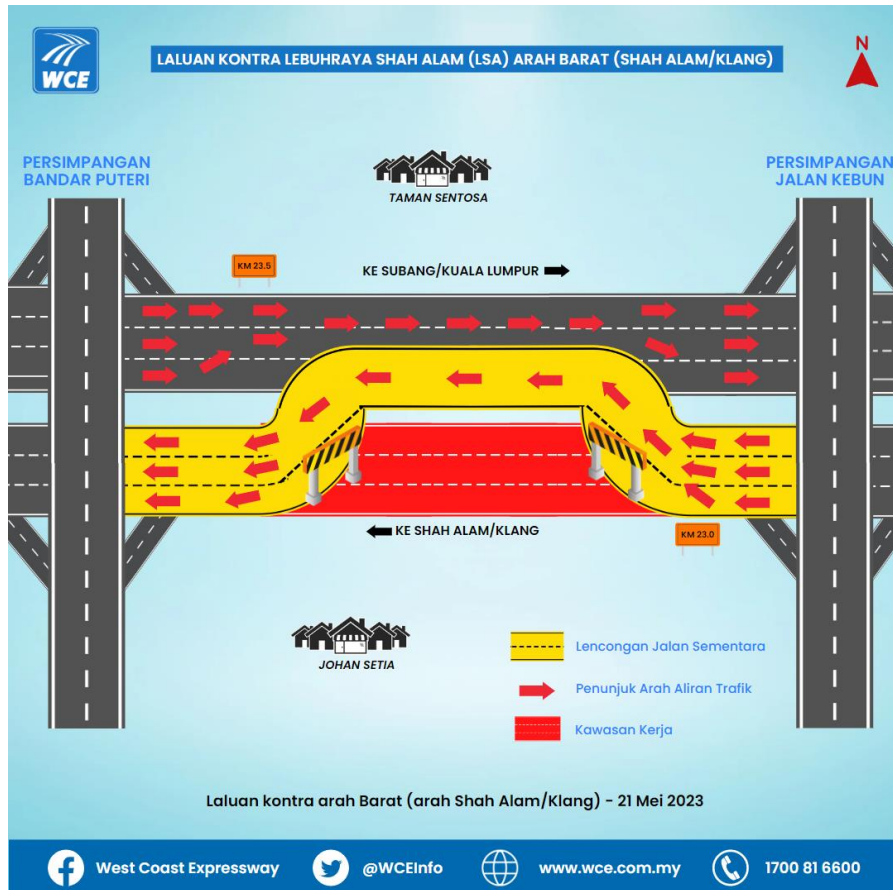 WCE
LALUAN KONTRA LEBUHRAYA SHAH ALAM (LSA) ARAH BARAT (SHAH ALAM/KLANG)
N
PERSIMPANGAN
BANDAR PUTERI
TAMAN SENTOSA
PERSIMPANGAN
JALAN KEBUN
KM 23.5
KE SUBANG/KUALA LUMPUR
KE SHAH ALAM/KLANG
KM 23.0
JOHAN SETIA
Lencongan Jalan Sementara
Penunjuk Arah Aliran Trafik
Kawasan Kerja
Laluan kontra arah Barat (arah Shah Alam/Klang) - 21 Mei 2023
West Coast Expressway
@WCEInfo
www.wce.com.my
1700 81 6600